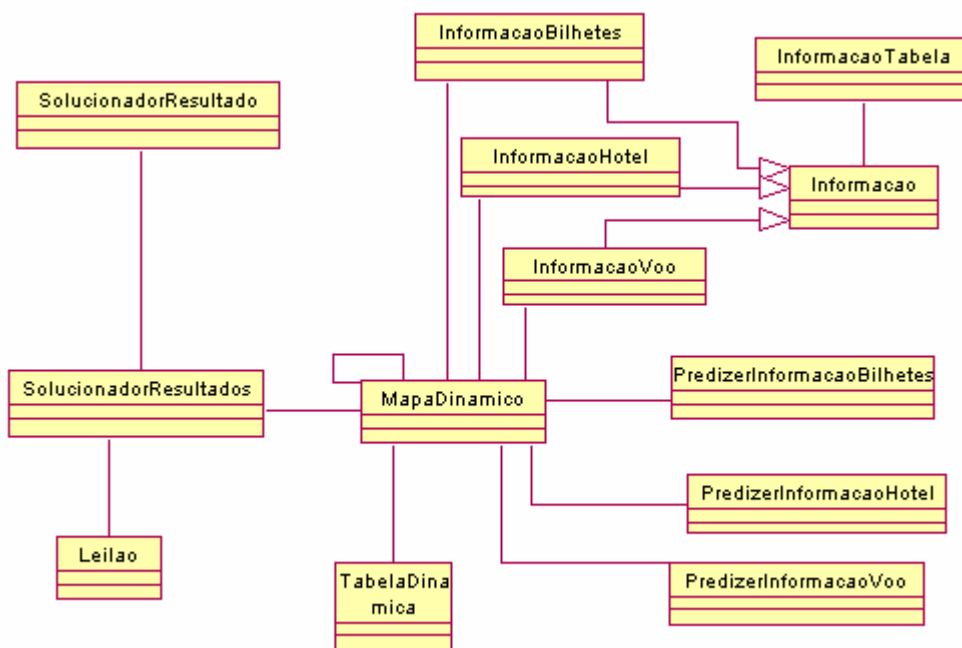 InformacaoBilhetes
InformacaoTabela
SolucionadorResultado
InformacaoHotel
Informacao
InformacaoVoo
PredizerInformacaoBilhetes
SolucionadorResultados
MapaDinamico
PredizerInformacaoHotel
Leilao
TabelaDina
mica
PredizerInformacaoVoo